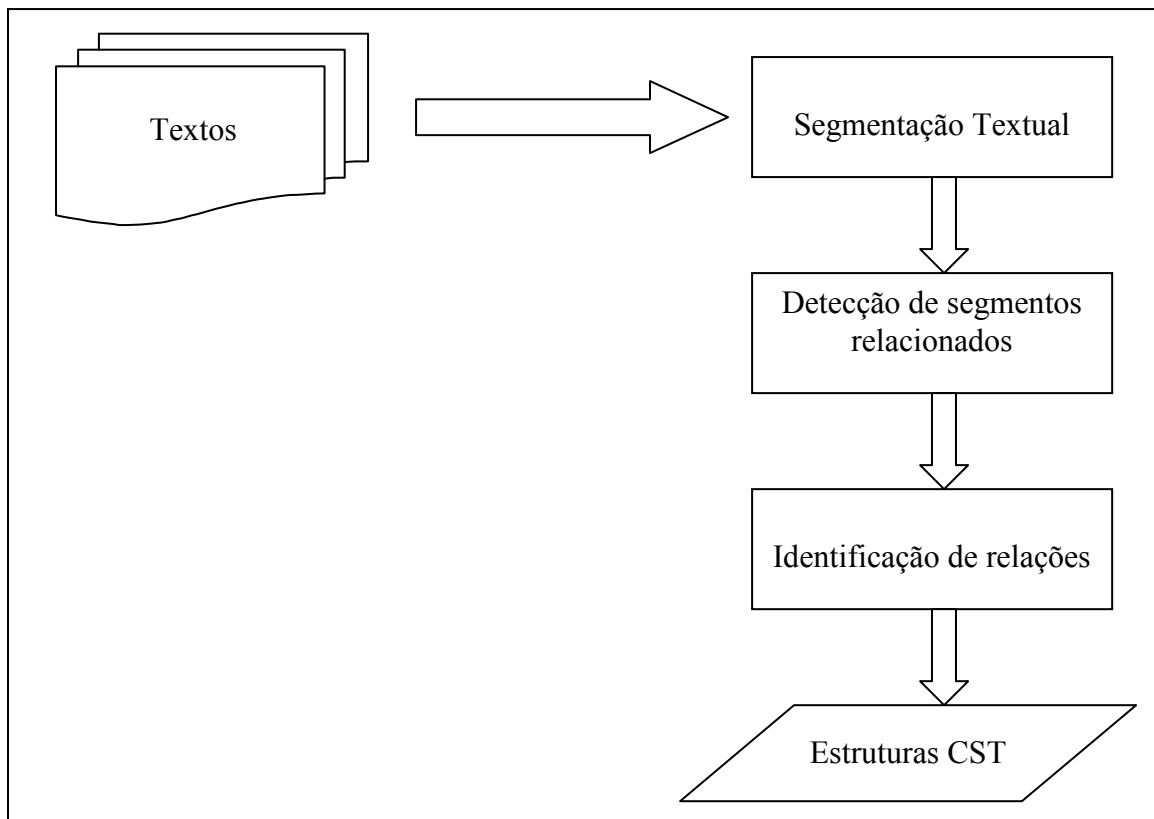 Textos
Segmentação Textual
Detecção de segmentos
relacionados
Identificação de relações
Estruturas CST